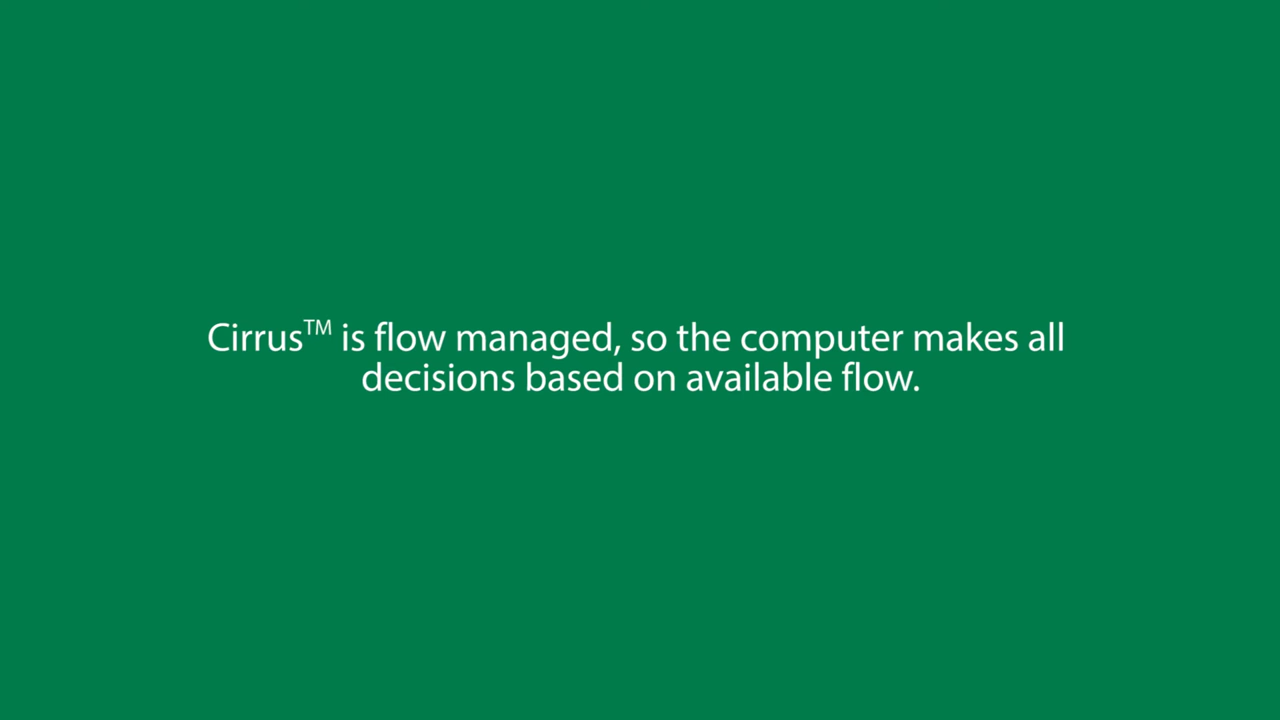 Cirrus™ is flow managed, so the computer makes all
decisions based on available flow.